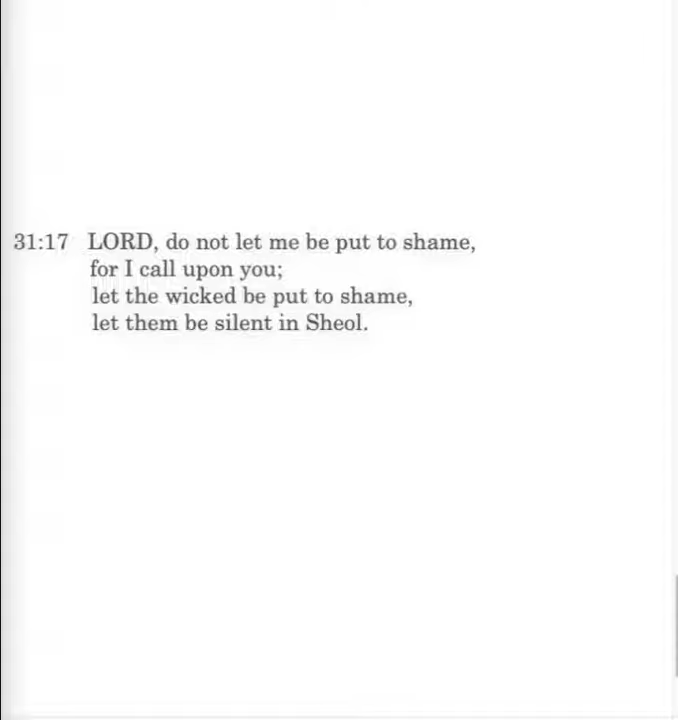 31:17 LORD, do not let me be put to shame,
for I call upon you;
let the wicked be put to shame,
let them be silent in Sheol.